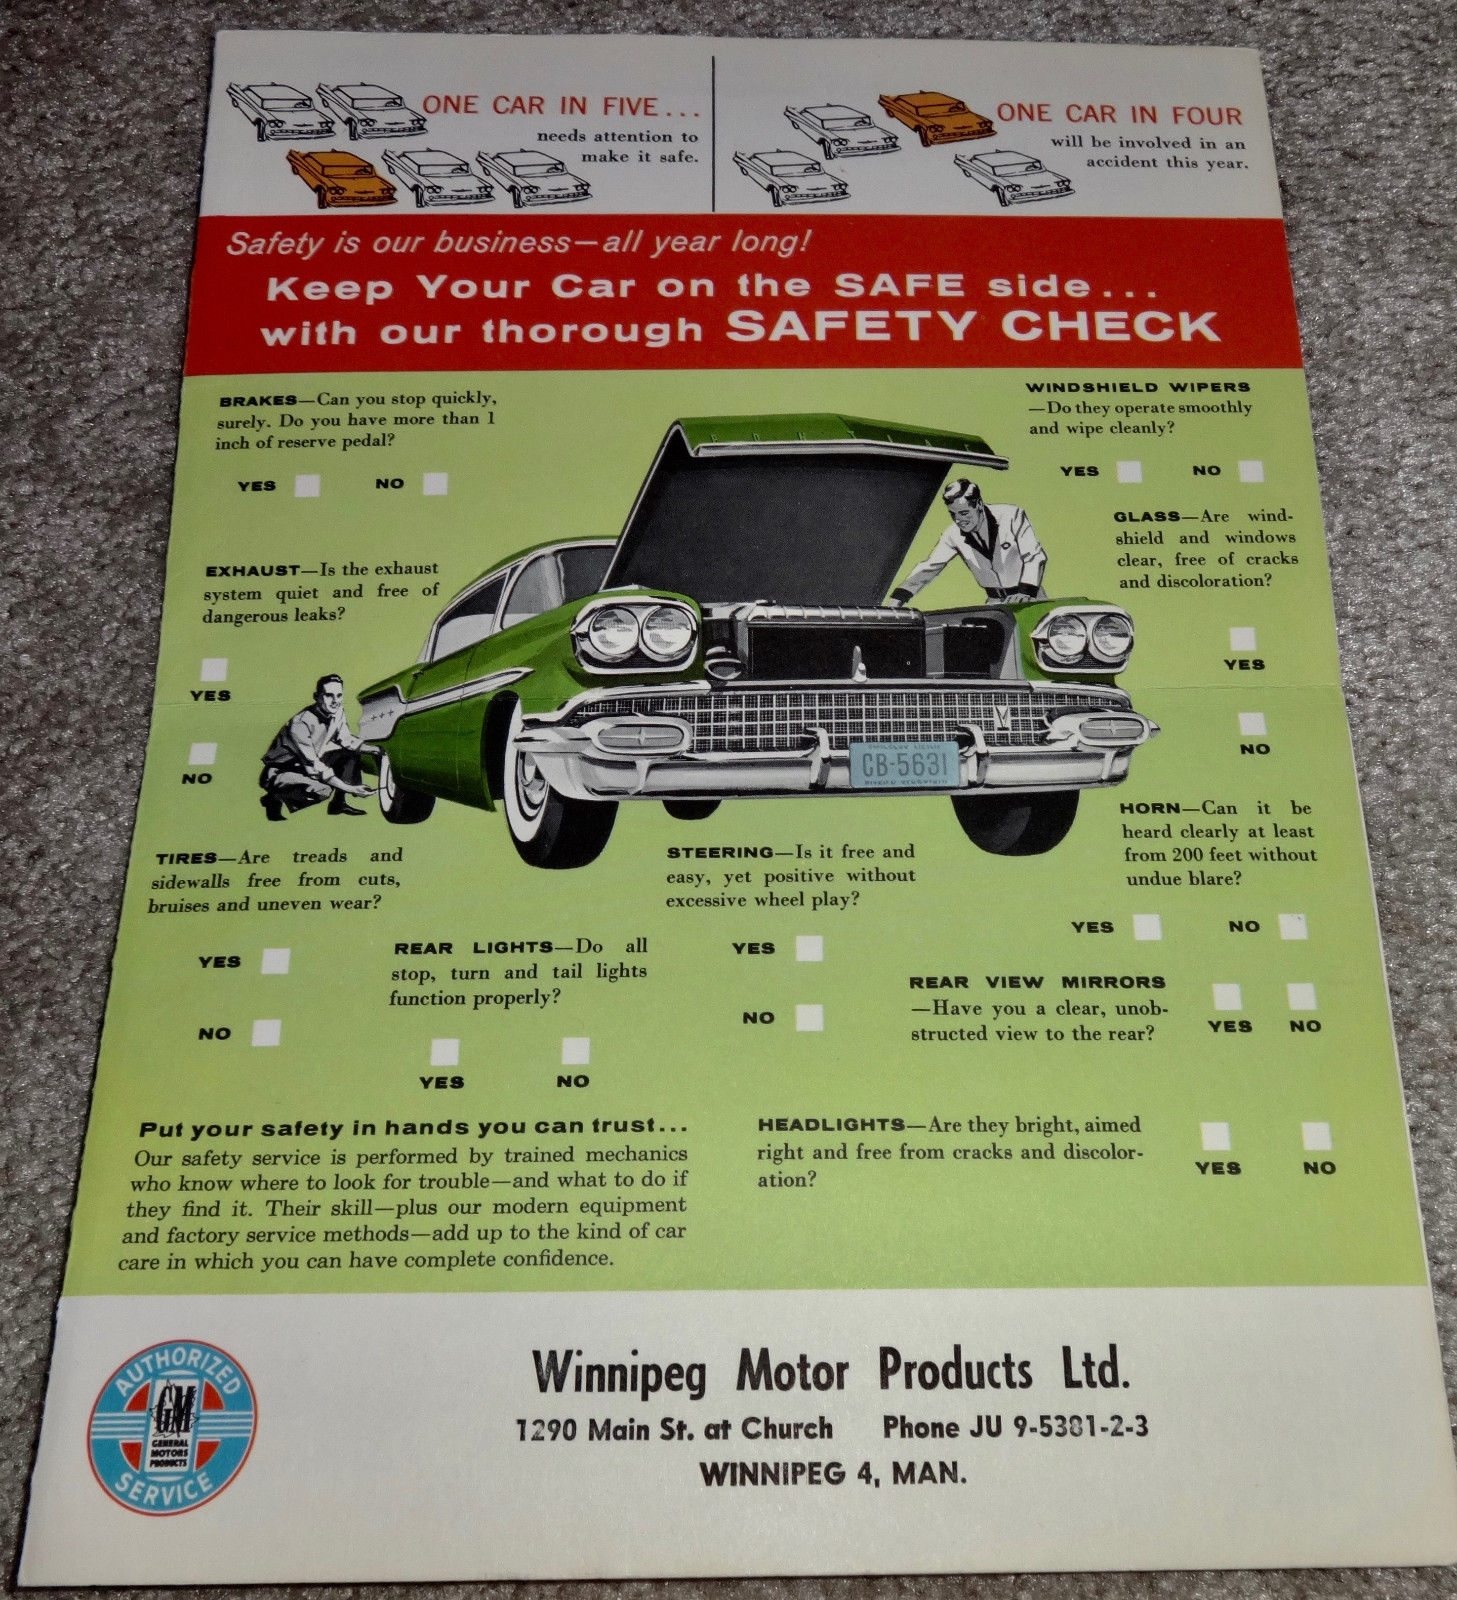 ONE CAR IN FIVE...
needs attention to
make it safe.
ONE CAR IN FOUR
will be involved in an
accident this year.
Safety is our business—all year long!
Keep Your Car on the SAFE side...
with our thorough SAFETY CHECK
BRAKES—Can you stop quickly,
surely. Do you have more than 1
inch of reserve pedal?
YES NO
WINDSHIELD WIPERS
—Do they operate smoothly
and wipe cleanly?
YES NO
EXHAUST—Is the exhaust
system quiet and free of
dangerous leaks?
YES
NO
GLASS—Are wind-
shield and windows
clear, free of cracks
and discoloration?
YES
NO
CB-5631
TIRES—Are treads and
sidewalls free from cuts,
bruises and uneven wear?
YES
NO
REAR LIGHTS—Do all
stop, turn and tail lights
function properly?
YES NO
STEERING—Is it free and
easy, yet positive without
excessive wheel play?
YES
NO
HORN—Can it be
heard clearly at least
from 200 feet without
undue blare?
YES NO
REAR VIEW MIRRORS
—Have you a clear, unob-
structed view to the rear?
YES NO
Put your safety in hands you can trust...
Our safety service is performed by trained mechanics
who know where to look for trouble—and what to do if
they find it. Their skill—plus our modern equipment
and factory service methods—add up to the kind of car
care in which you can have complete confidence.
HEADLIGHTS—Are they bright, aimed
right and free from cracks and discolor-
ation?
YES NO
AUTHORIZED
GM
GENERAL
MOTORS
PRODUCTS
SERVICE
Winnipeg Motor Products Ltd.
1290 Main St. at Church Phone JU 9-5381-2-3
WINNIPEG 4, MAN.